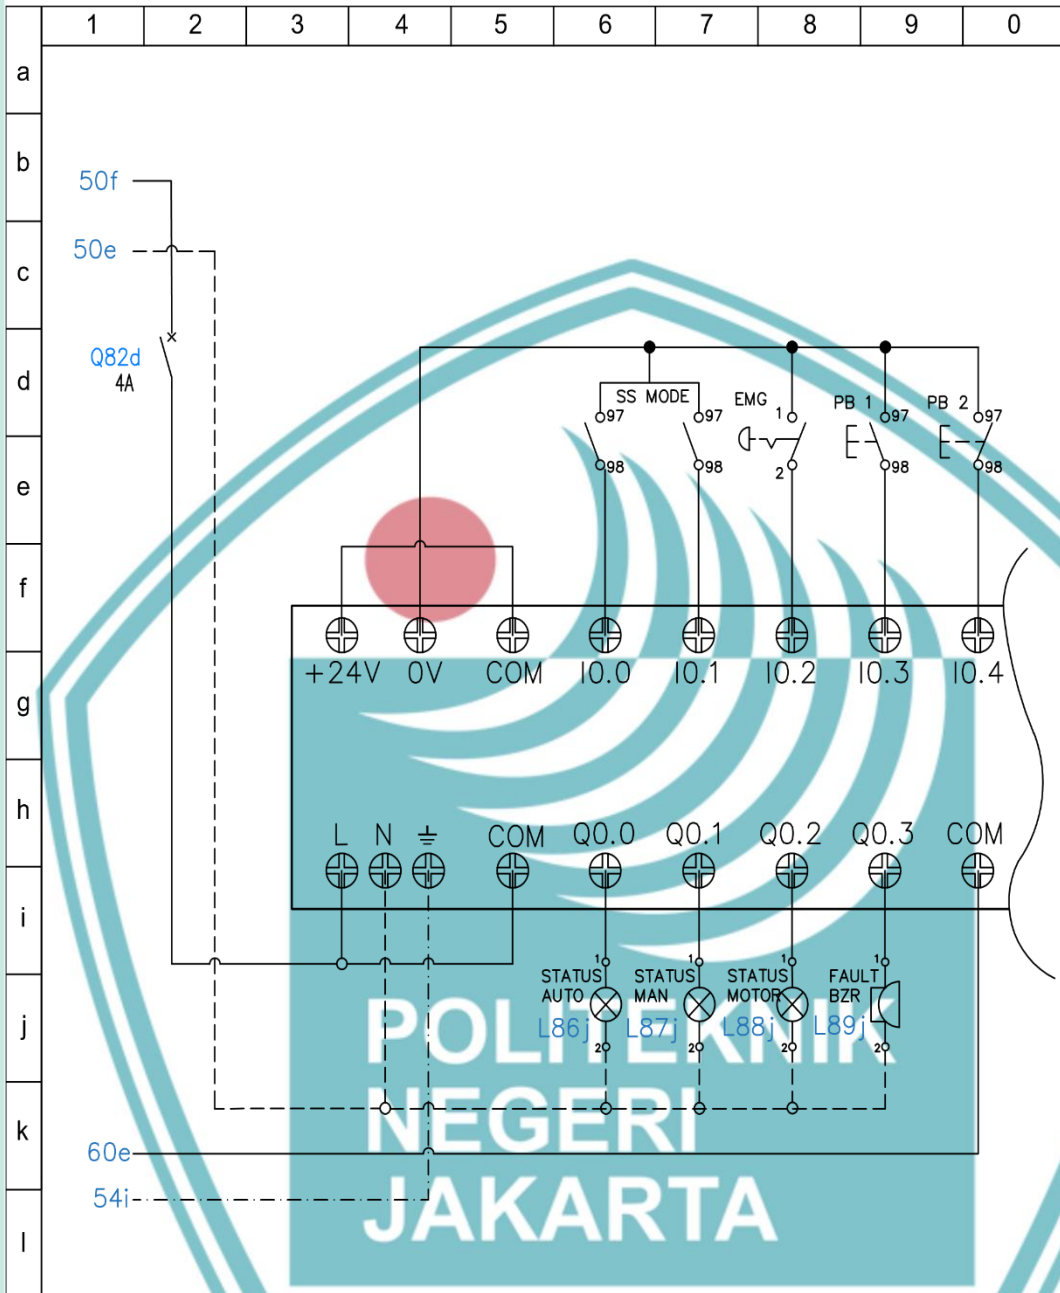 1 2 3 4 5 6 7 8 9 0
a
b
50f
50e
c
Q82d
4A
d
SS MODE EMG PB 1 PB 2
97 97 1 97 97
98 98 2 98 98
e
f
+24V 0V COM I0.0 I0.1 I0.2 I0.3 I0.4
g
h
L N COM Q0.0 Q0.1 Q0.2 Q0.3 COM
i
1 1 1 1
STATUS AUTO
STATUS MAN
STATUS MOTOR
FAULT BZR
L86j L87j L88j L89j
j
2 2 2 2
POLITEKNIK
NEGERI
JAKARTA
k
60e
54i
l